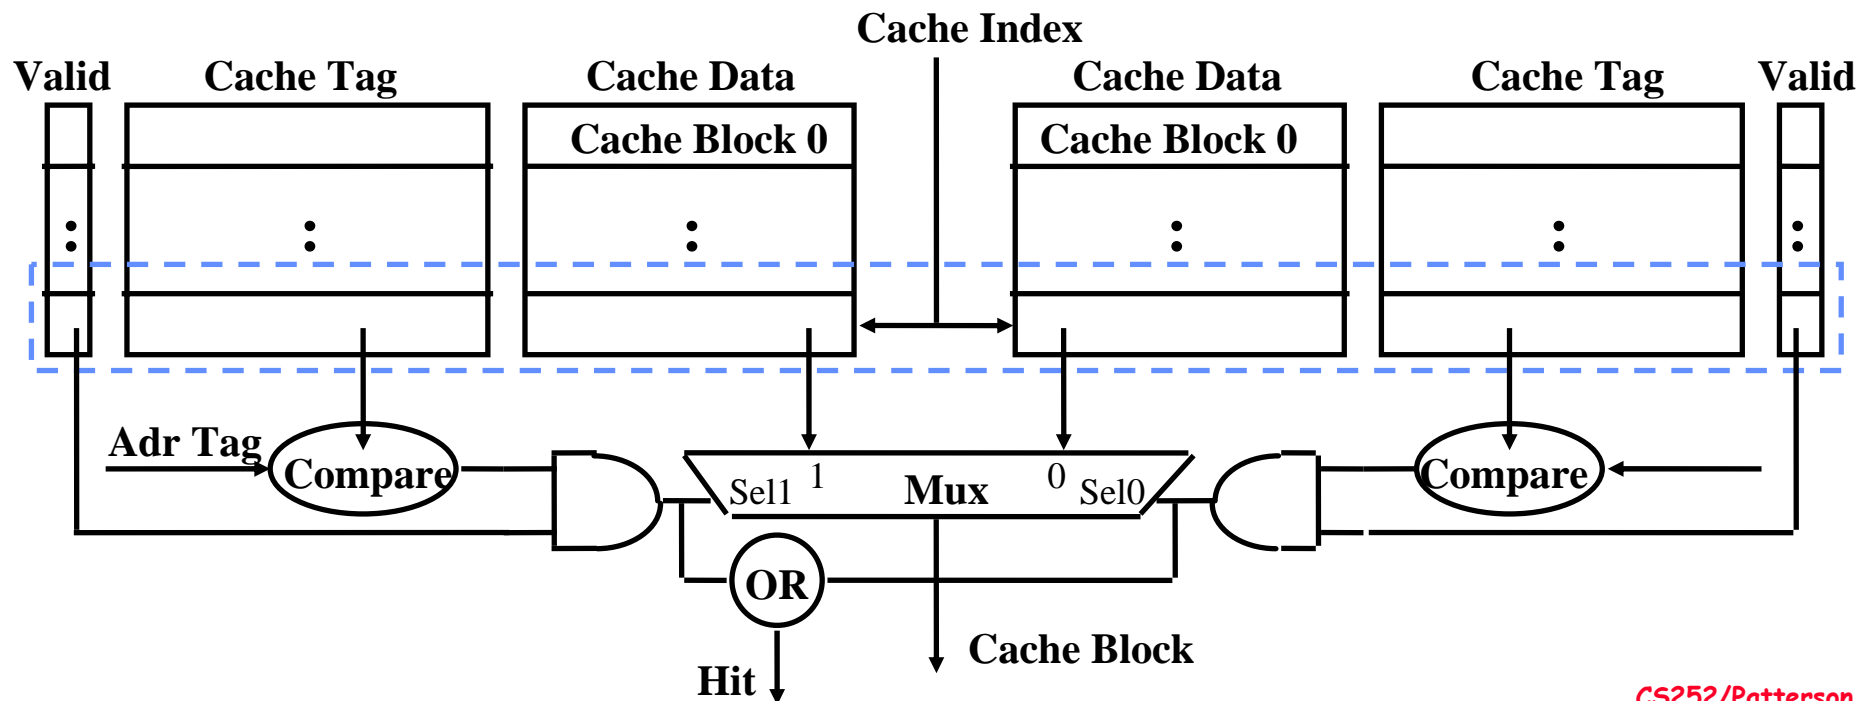 Cache Index
Valid Cache Tag Cache Data Cache Data Cache Tag Valid
Cache Block 0 Cache Block 0
Adr Tag
Compare Sel1 1 Mux 0 Sel0 Compare
OR
Cache Block
Hit
CS252/Patterson